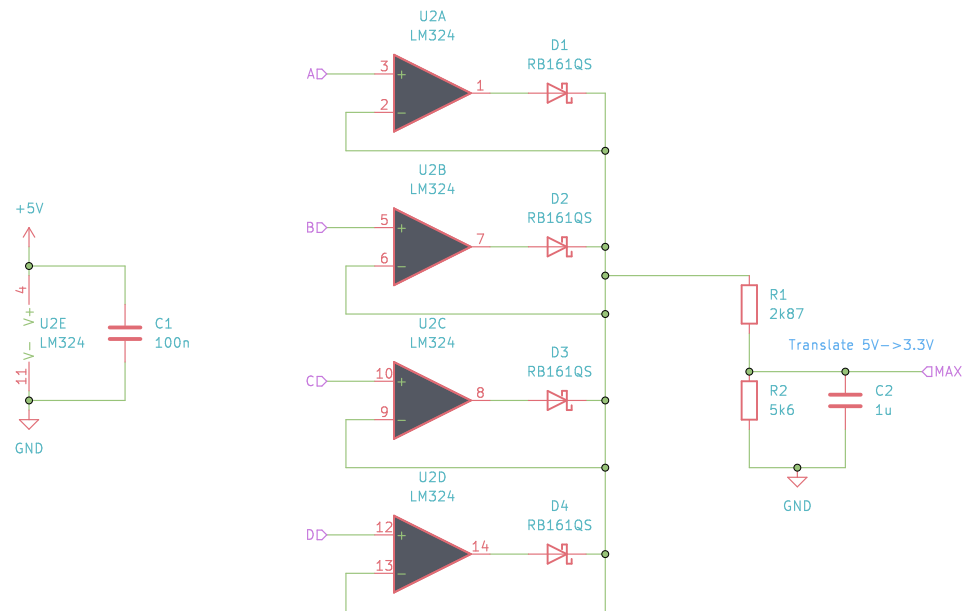 U2A
LM324
D1
RB161QS
A
3
+
1
2
-
U2B
LM324
D2
RB161QS
B
5
+
7
6
-
+5V
4
V+
U2E
LM324
V-
11
GND
C1
100n
U2C
LM324
D3
RB161QS
C
10
+
8
9
-
R1
2k87
Translate 5V->3.3V
MAX
R2
5k6
C2
1u
GND
U2D
LM324
D4
RB161QS
D
12
+
14
13
-